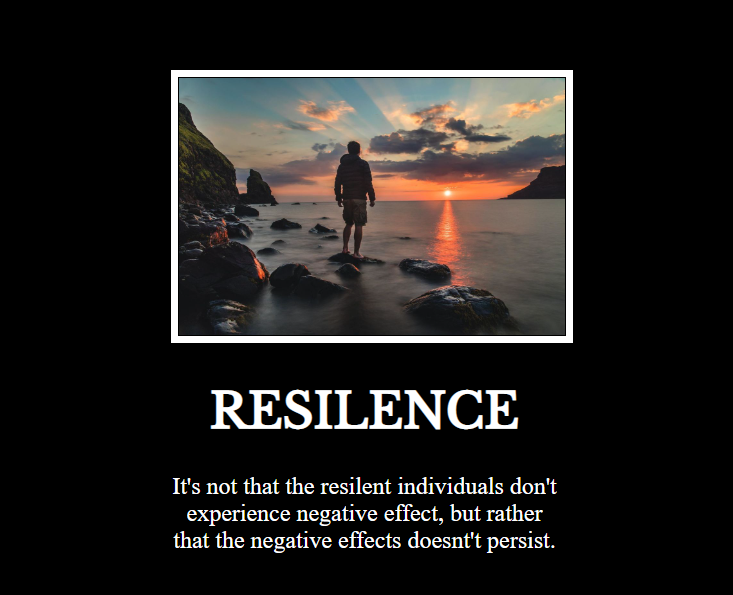 RESILENCE
It's not that the resilent individuals don't
experience negative effect, but rather
that the negative effects doesnt't persist.